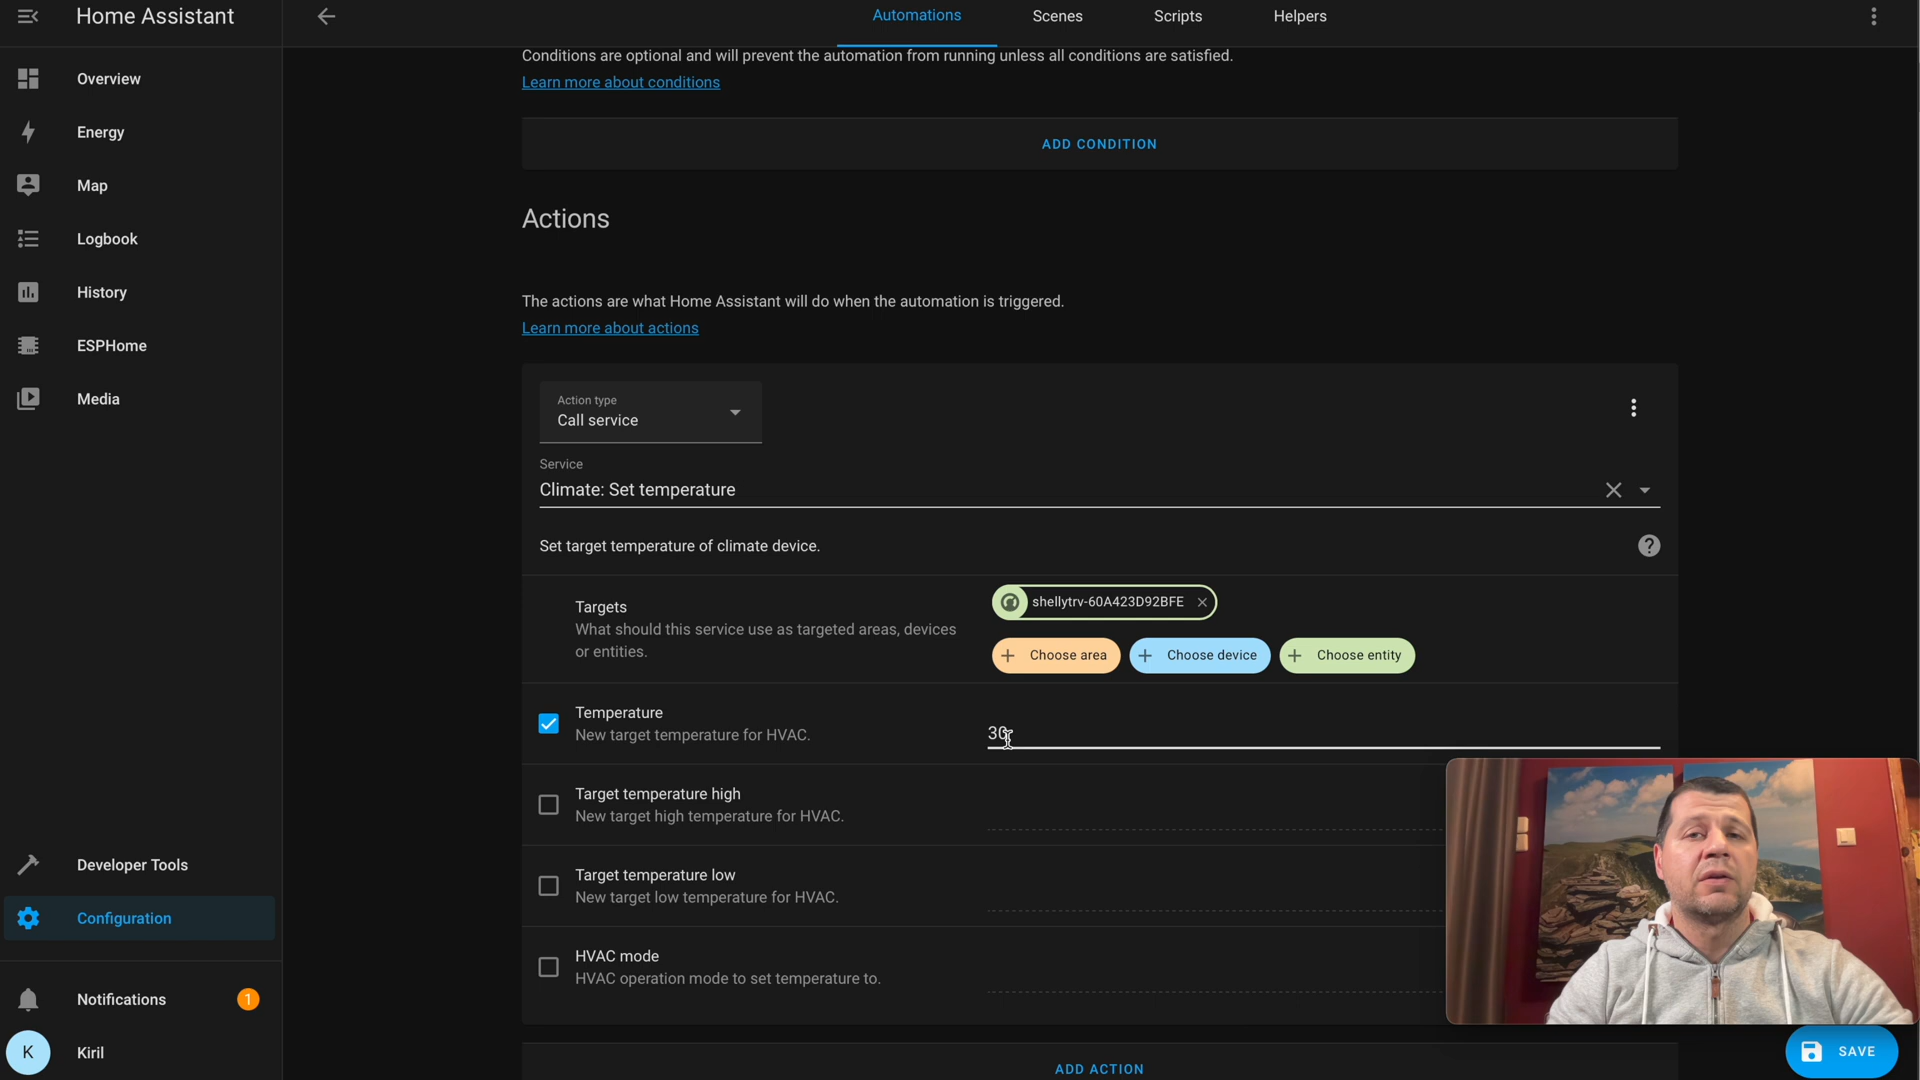 Home Assistant
Automations
Scenes
Scripts
Helpers
Overview
Energy
Map
Logbook
History
ESPHome
Media
Developer Tools
Configuration
Notifications
1
K
Kiril
Conditions are optional and will prevent the automation from running unless all conditions are satisfied.
Learn more about conditions
ADD CONDITION
Actions
The actions are what Home Assistant will do when the automation is triggered.
Learn more about actions
Action type
Call service
Service
Climate: Set temperature
Set target temperature of climate device.
?
Targets
What should this service use as targeted areas, devices
or entities.
shellytrv-60A423D92BFE
Choose area
Choose device
Choose entity
Temperature
New target temperature for HVAC.
30
Target temperature high
New target high temperature for HVAC.
Target temperature low
New target low temperature for HVAC.
HVAC mode
HVAC operation mode to set temperature to.
ADD ACTION
SAVE